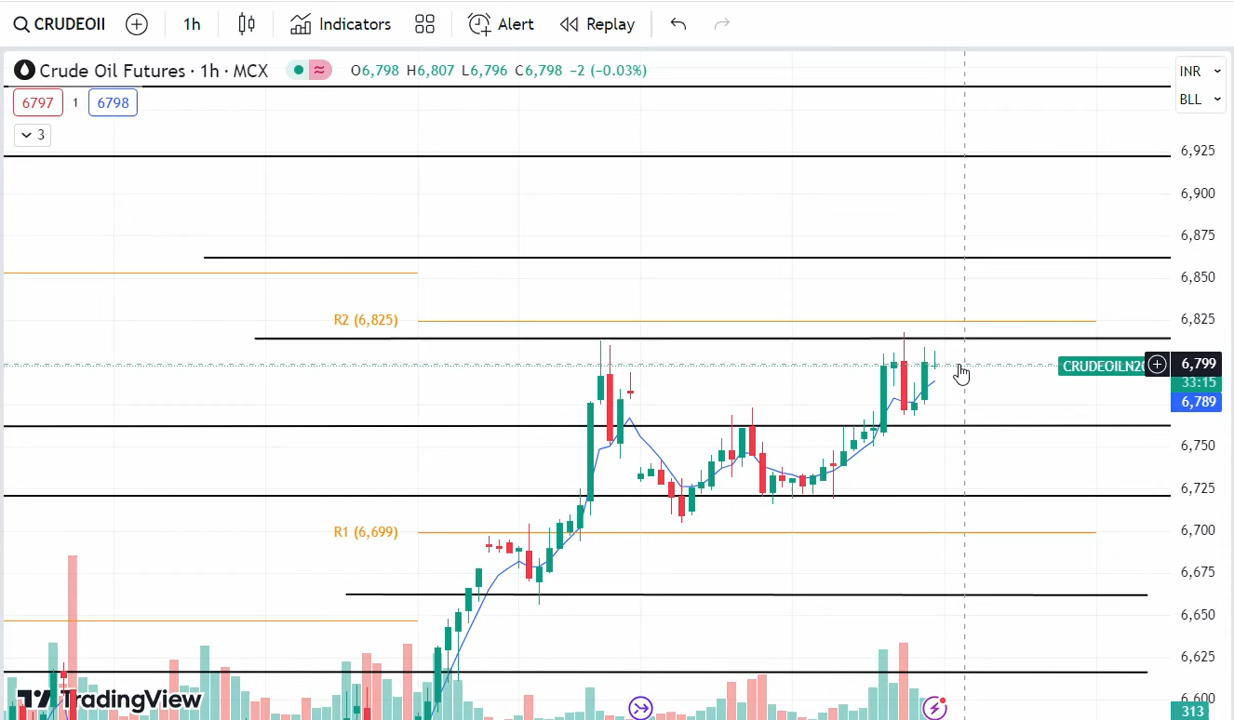 CRUDEOII 1h Indicators Alert Replay
Crude Oil Futures · 1h · MCX O6,798 H6,807 L6,796 C6,798 −2 (−0.03%)
INR
6797 1 6798
BLL
3
6,925
6,900
6,875
6,850
R2 (6,825)
6,825
CRUDEOILN20 6,799
33:15
6,789
6,750
6,725
R1 (6,699)
6,700
6,675
6,650
6,625
TradingView
6,600
313